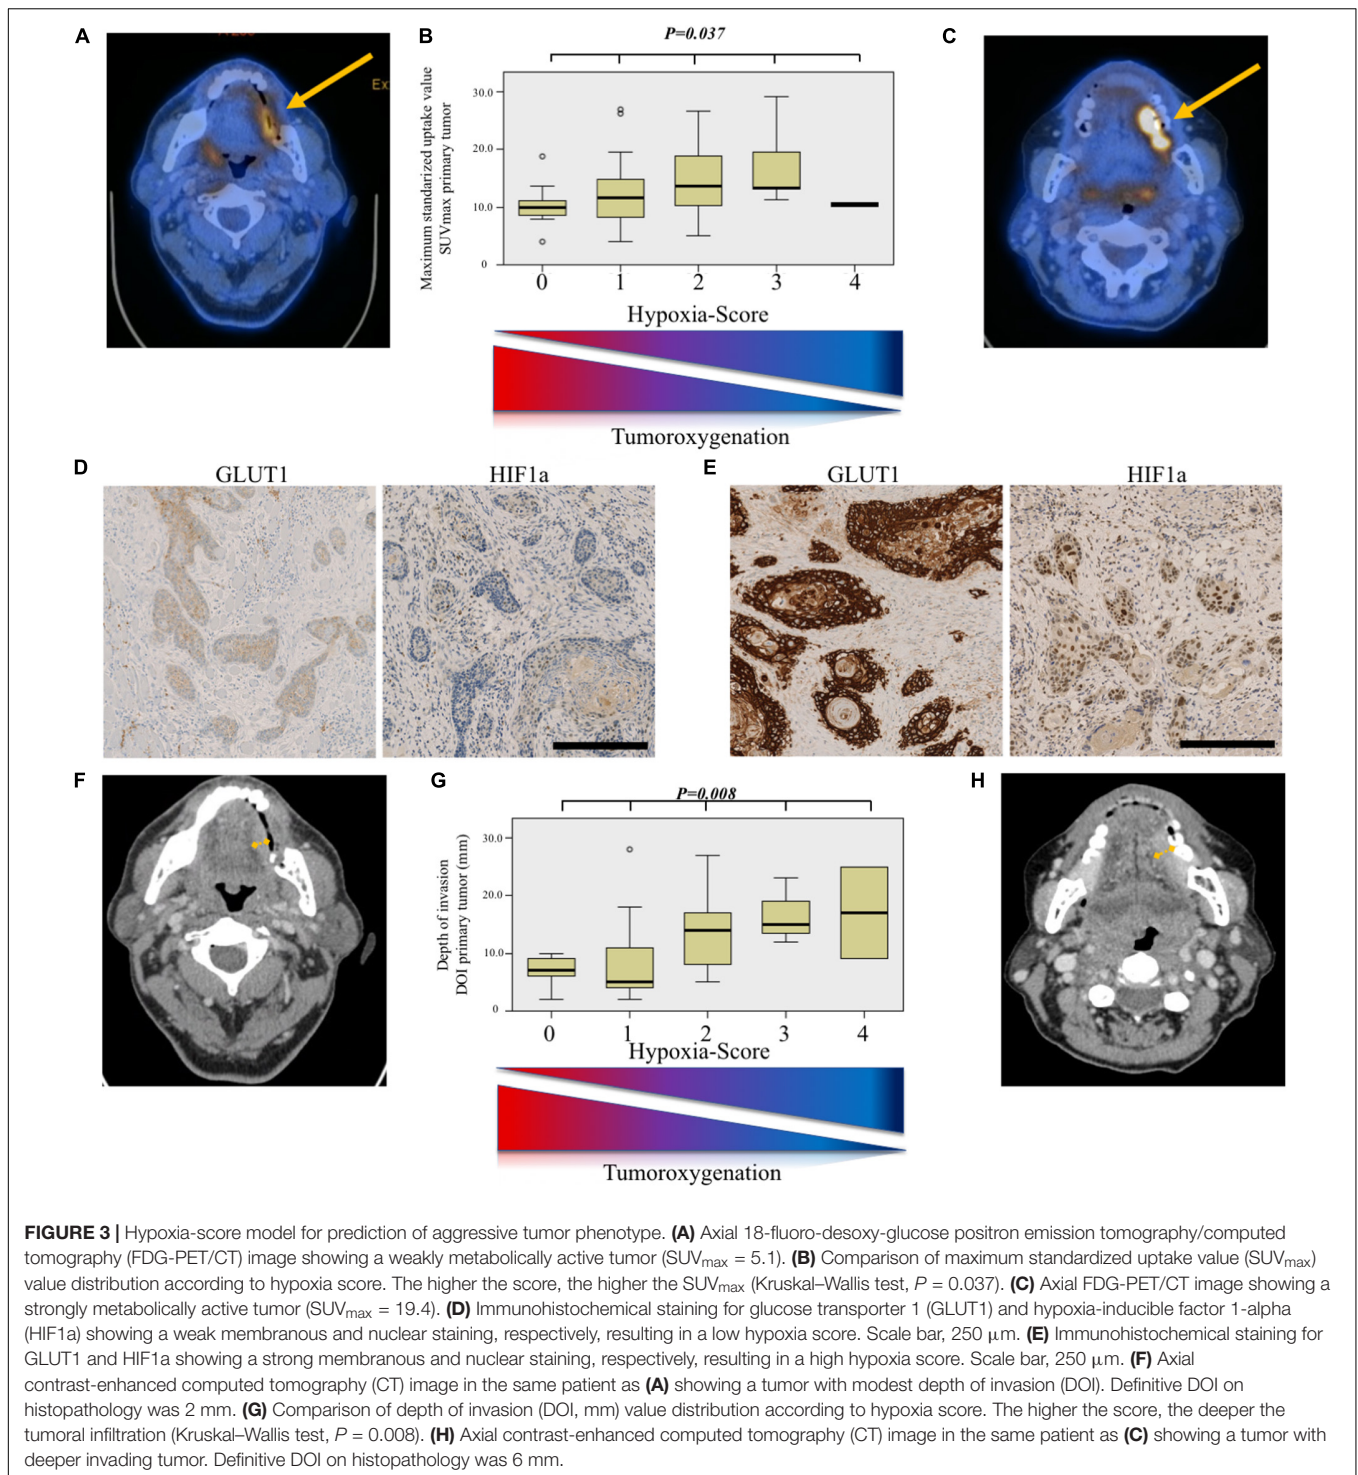 A
B
P=0.037
C
Ex
Maximum standarized uptake value
SUVmax primary tumor
30.0
20.0
10.0
0
0 1 2 3 4
Hypoxia-Score
Tumoroxygenation
D
GLUT1
HIF1a
E
GLUT1
HIF1a
F
G
P=0.008
H
Depth of invasion
DOI primary tumor (mm)
30.0
20.0
10.0
0
0 1 2 3 4
Hypoxia-Score
Tumoroxygenation
FIGURE 3 | Hypoxia-score model for prediction of aggressive tumor phenotype. (A) Axial 18-fluoro-desoxy-glucose positron emission tomography/computed
tomography (FDG-PET/CT) image showing a weakly metabolically active tumor (SUVmax = 5.1). (B) Comparison of maximum standardized uptake value (SUVmax)
value distribution according to hypoxia score. The higher the score, the higher the SUVmax (Kruskal–Wallis test, P = 0.037). (C) Axial FDG-PET/CT image showing a
strongly metabolically active tumor (SUVmax = 19.4). (D) Immunohistochemical staining for glucose transporter 1 (GLUT1) and hypoxia-inducible factor 1-alpha
(HIF1a) showing a weak membranous and nuclear staining, respectively, resulting in a low hypoxia score. Scale bar, 250 μm. (E) Immunohistochemical staining for
GLUT1 and HIF1a showing a strong membranous and nuclear staining, respectively, resulting in a high hypoxia score. Scale bar, 250 μm. (F) Axial
contrast-enhanced computed tomography (CT) image in the same patient as (A) showing a tumor with modest depth of invasion (DOI). Definitive DOI on
histopathology was 2 mm. (G) Comparison of depth of invasion (DOI, mm) value distribution according to hypoxia score. The higher the score, the deeper the
tumoral infiltration (Kruskal–Wallis test, P = 0.008). (H) Axial contrast-enhanced computed tomography (CT) image in the same patient as (C) showing a tumor with
deeper invading tumor. Definitive DOI on histopathology was 6 mm.